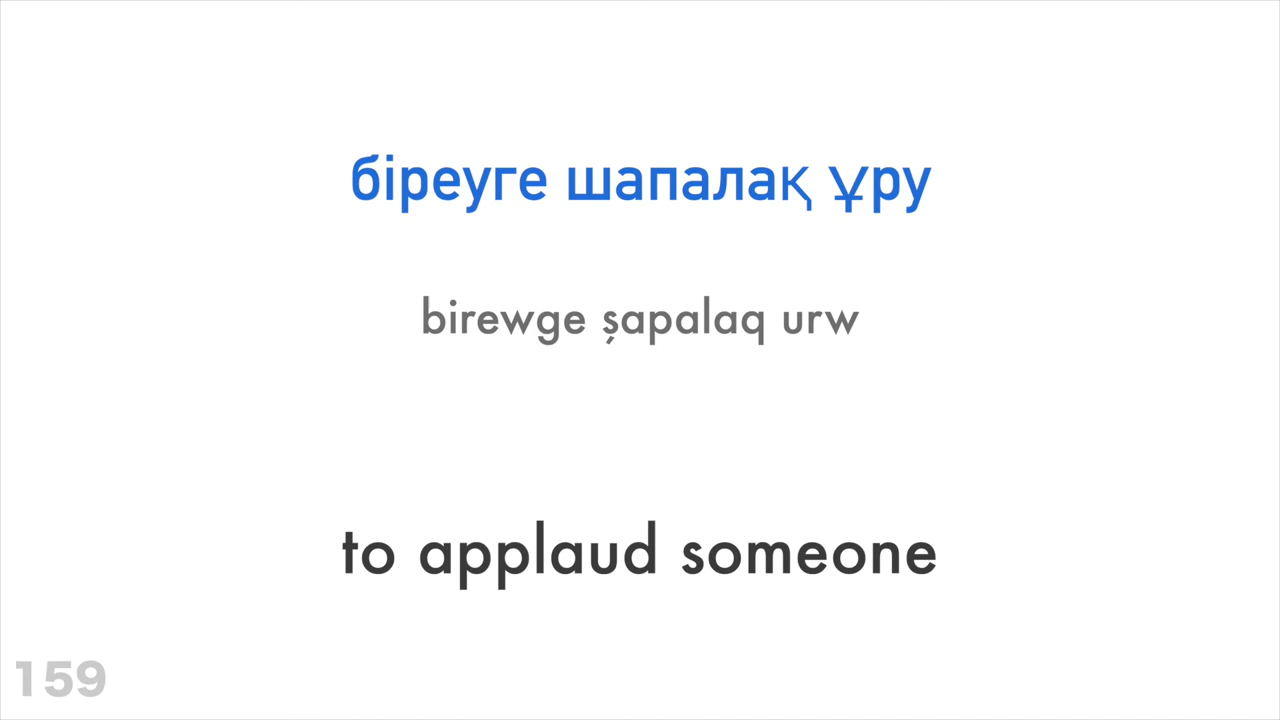 біреуге шапалақ ұру
birewge şapalaq urw
to applaud someone
159